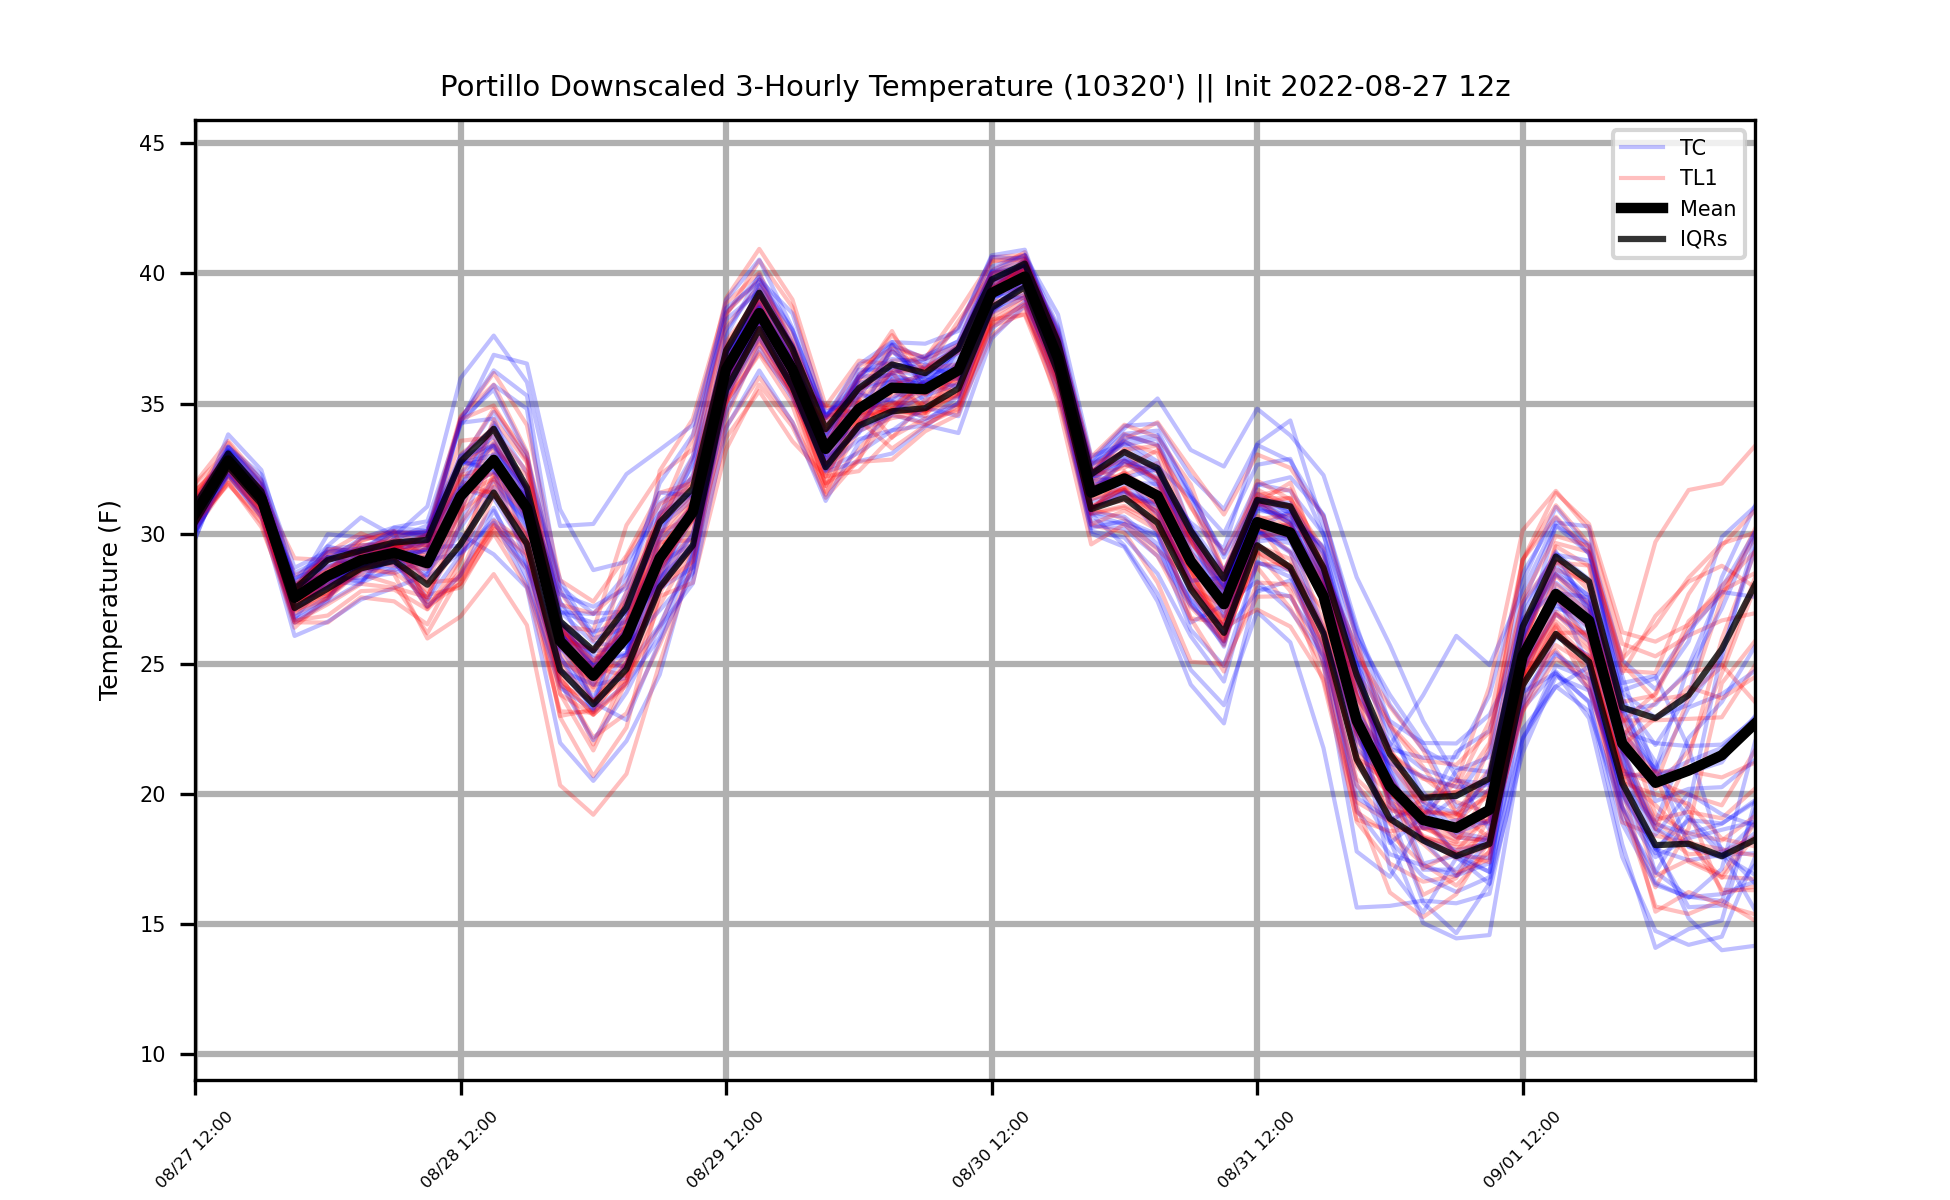 Portillo Downscaled 3-Hourly Temperature (10320') || Init 2022-08-27 12z
TC
TL1
Mean
IQRs
Temperature (F)
45
40
35
30
25
20
15
10
08/27 12:00
08/28 12:00
08/29 12:00
08/30 12:00
08/31 12:00
09/01 12:00